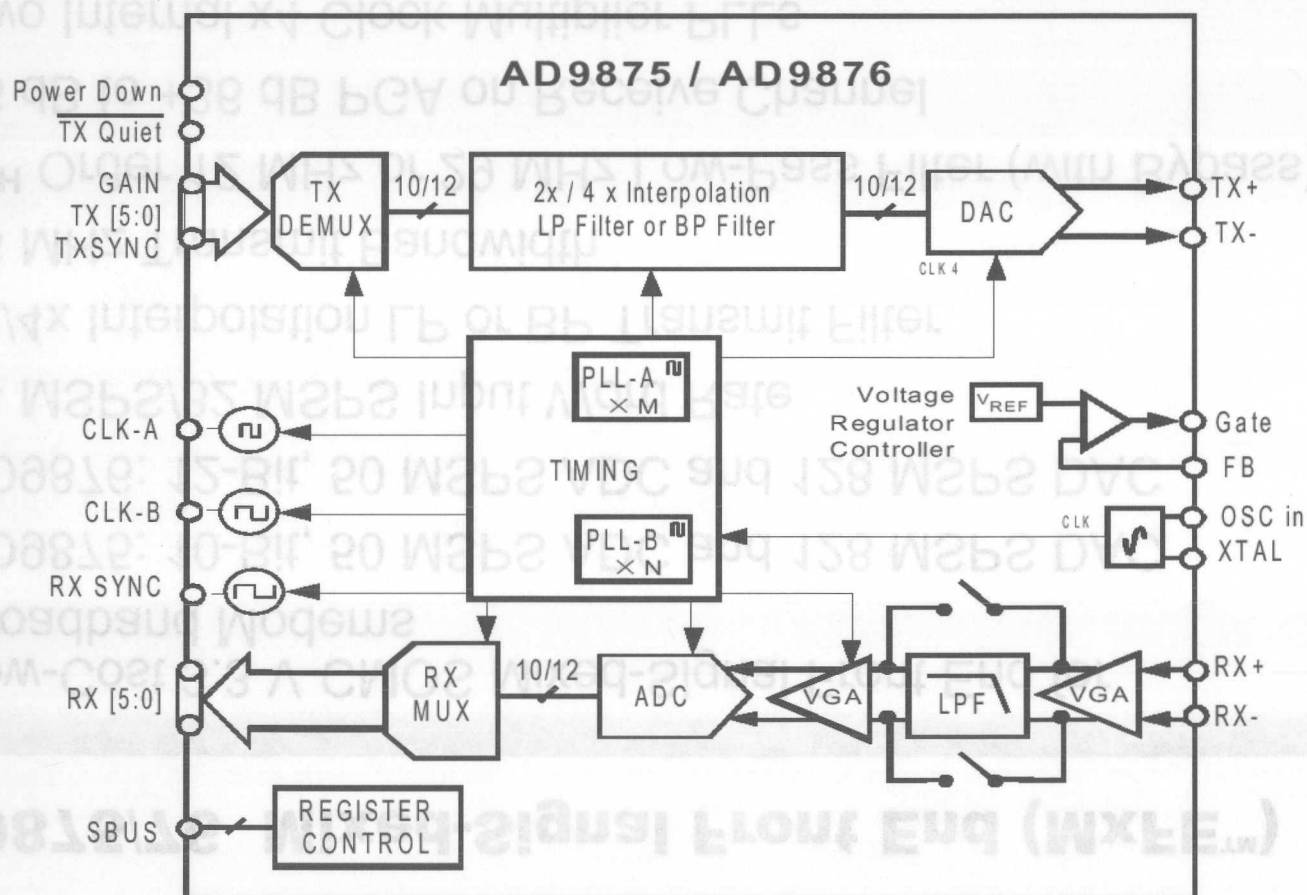 AD9875 / AD9876
Power Down
TX Quiet
GAIN
TX [5:0]
TXSYNC
TX
DEMUX
10/12
2x / 4 x Interpolation
LP Filter or BP Filter
10/12
DAC
CLK 4
TX+
TX-
PLL-A
× M
TIMING
PLL-B
× N
CLK-A
CLK-B
RX SYNC
Voltage
Regulator
Controller
VREF
Gate
FB
CLK
OSC in
XTAL
RX [5:0]
RX
MUX
10/12
ADC
VGA
LPF
VGA
RX+
RX-
SBUS
REGISTER
CONTROL